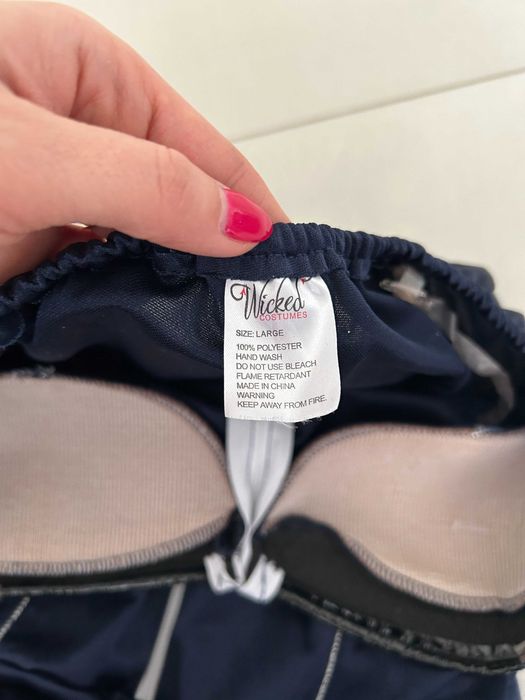 Wicked
COSTUMES
SIZE: LARGE
100% POLYESTER
HAND WASH
DO NOT USE BLEACH
FLAME RETARDANT
MADE IN CHINA
WARNING
KEEP AWAY FROM FIRE.